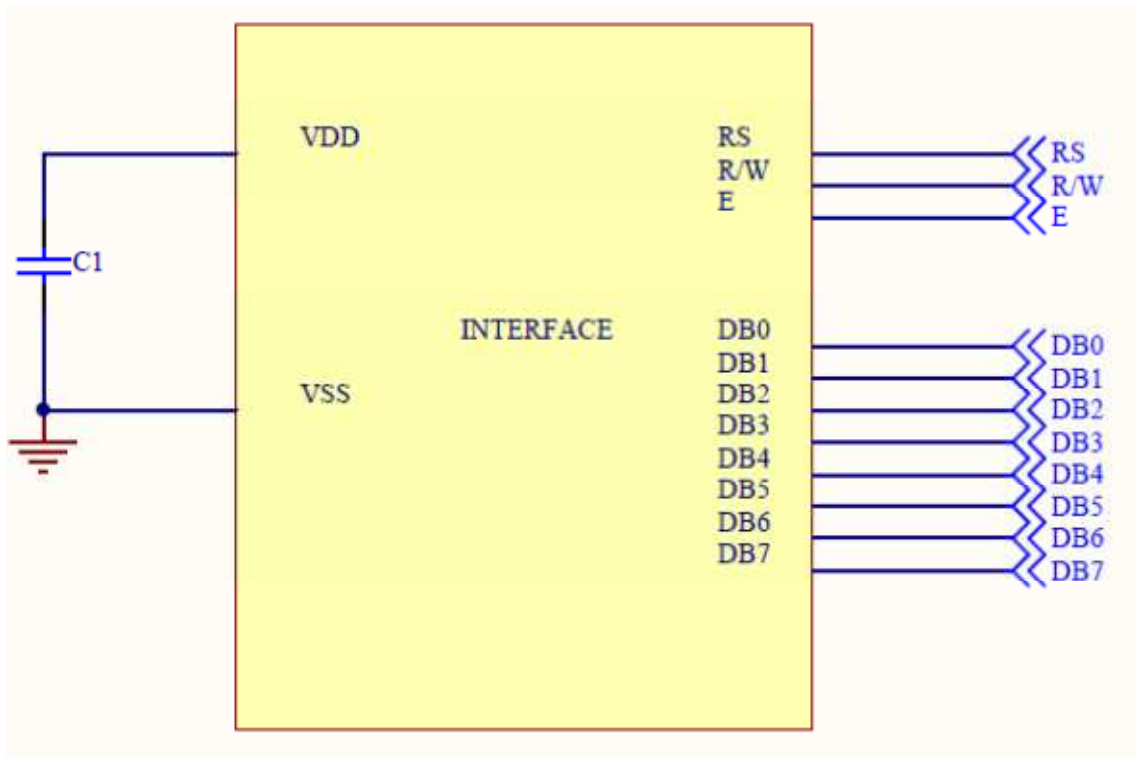 VDD RS RS
R/W R/W
E E
C1
INTERFACE DB0 DB0
DB1 DB1
VSS DB2 DB2
DB3 DB3
DB4 DB4
DB5 DB5
DB6 DB6
DB7 DB7